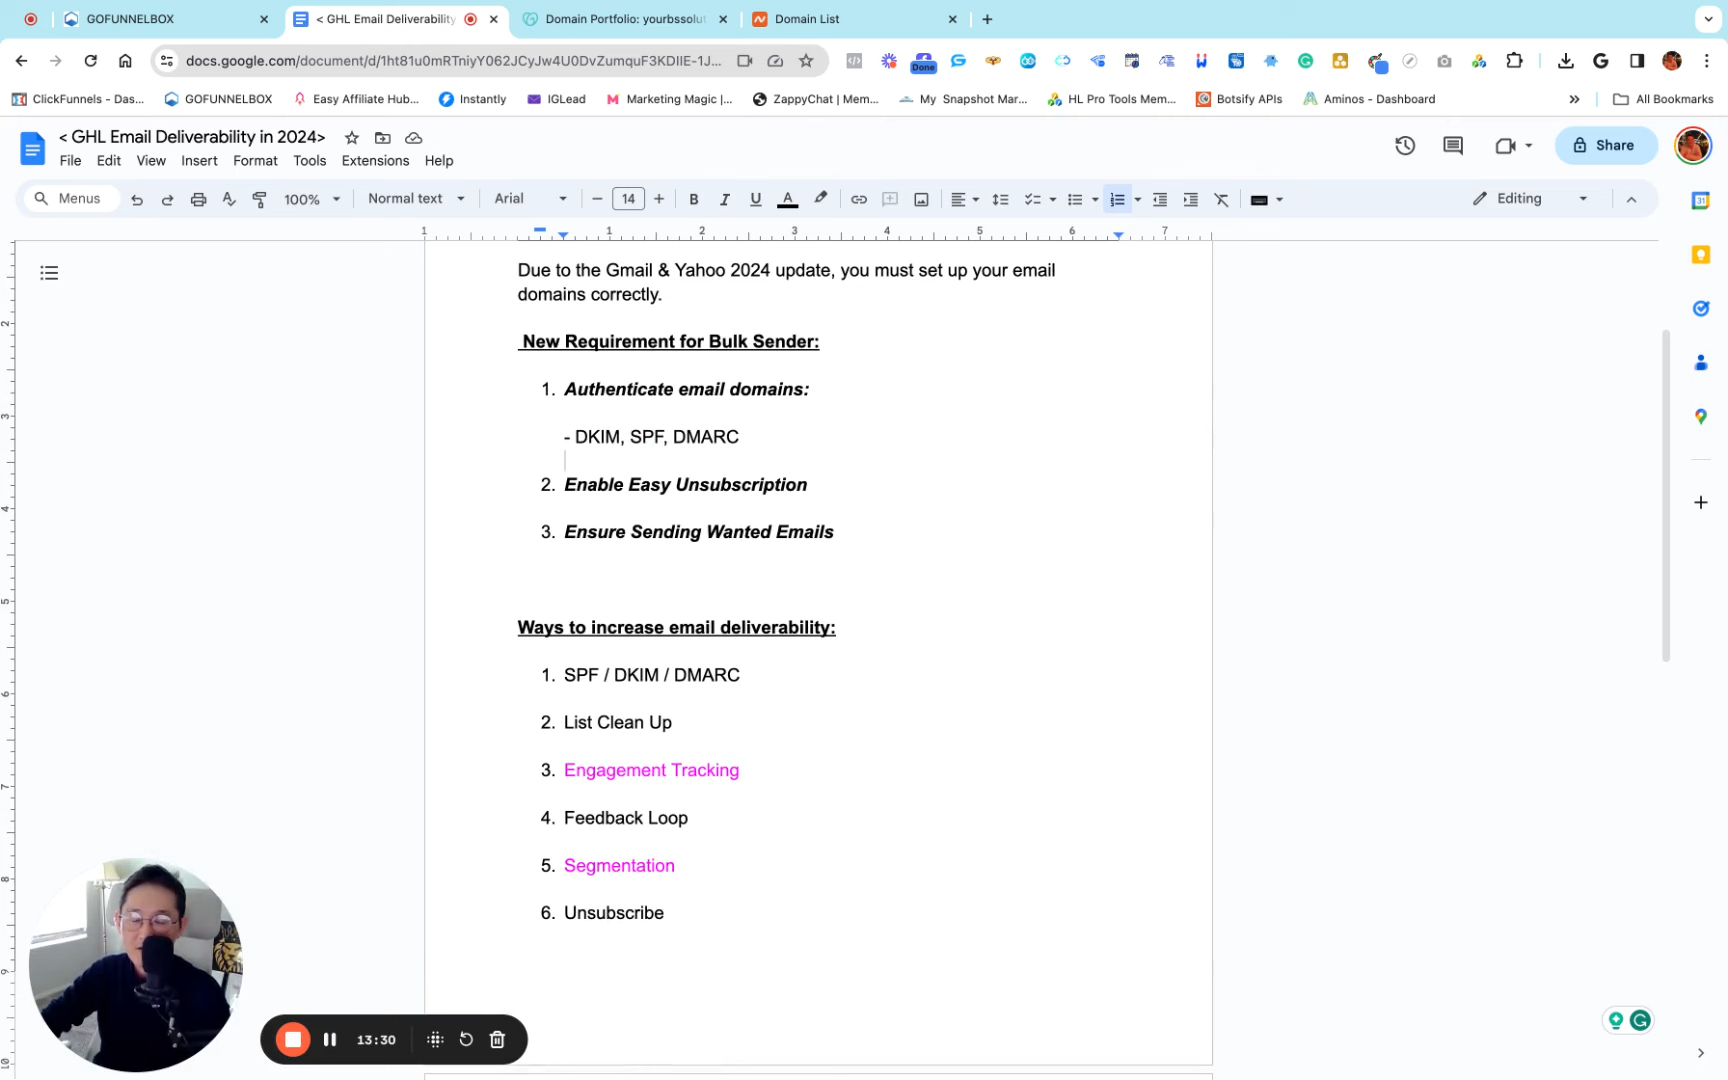 GOFUNNELBOX
< GHL Email Deliverability
Domain Portfolio: yourbssolut
Domain List
docs.google.com/document/d/1ht81u0mRTniyY062JCyJw4U0DvZumquF3KDIlE-1J...
Done
ClickFunnels - Das...
GOFUNNELBOX
Easy Affiliate Hub...
Instantly
IGLead
Marketing Magic |...
ZappyChat | Mem...
My Snapshot Mar...
HL Pro Tools Mem...
Botsify APIs
Aminos - Dashboard
All Bookmarks
< GHL Email Deliverability in 2024>
File Edit View Insert Format Tools Extensions Help
Share
Menus
100%
Normal text
Arial
14
Editing
Due to the Gmail & Yahoo 2024 update, you must set up your email
domains correctly.
New Requirement for Bulk Sender:
1. Authenticate email domains:
- DKIM, SPF, DMARC
2. Enable Easy Unsubscription
3. Ensure Sending Wanted Emails
Ways to increase email deliverability:
1. SPF / DKIM / DMARC
2. List Clean Up
3. Engagement Tracking
4. Feedback Loop
5. Segmentation
6. Unsubscribe
13:30